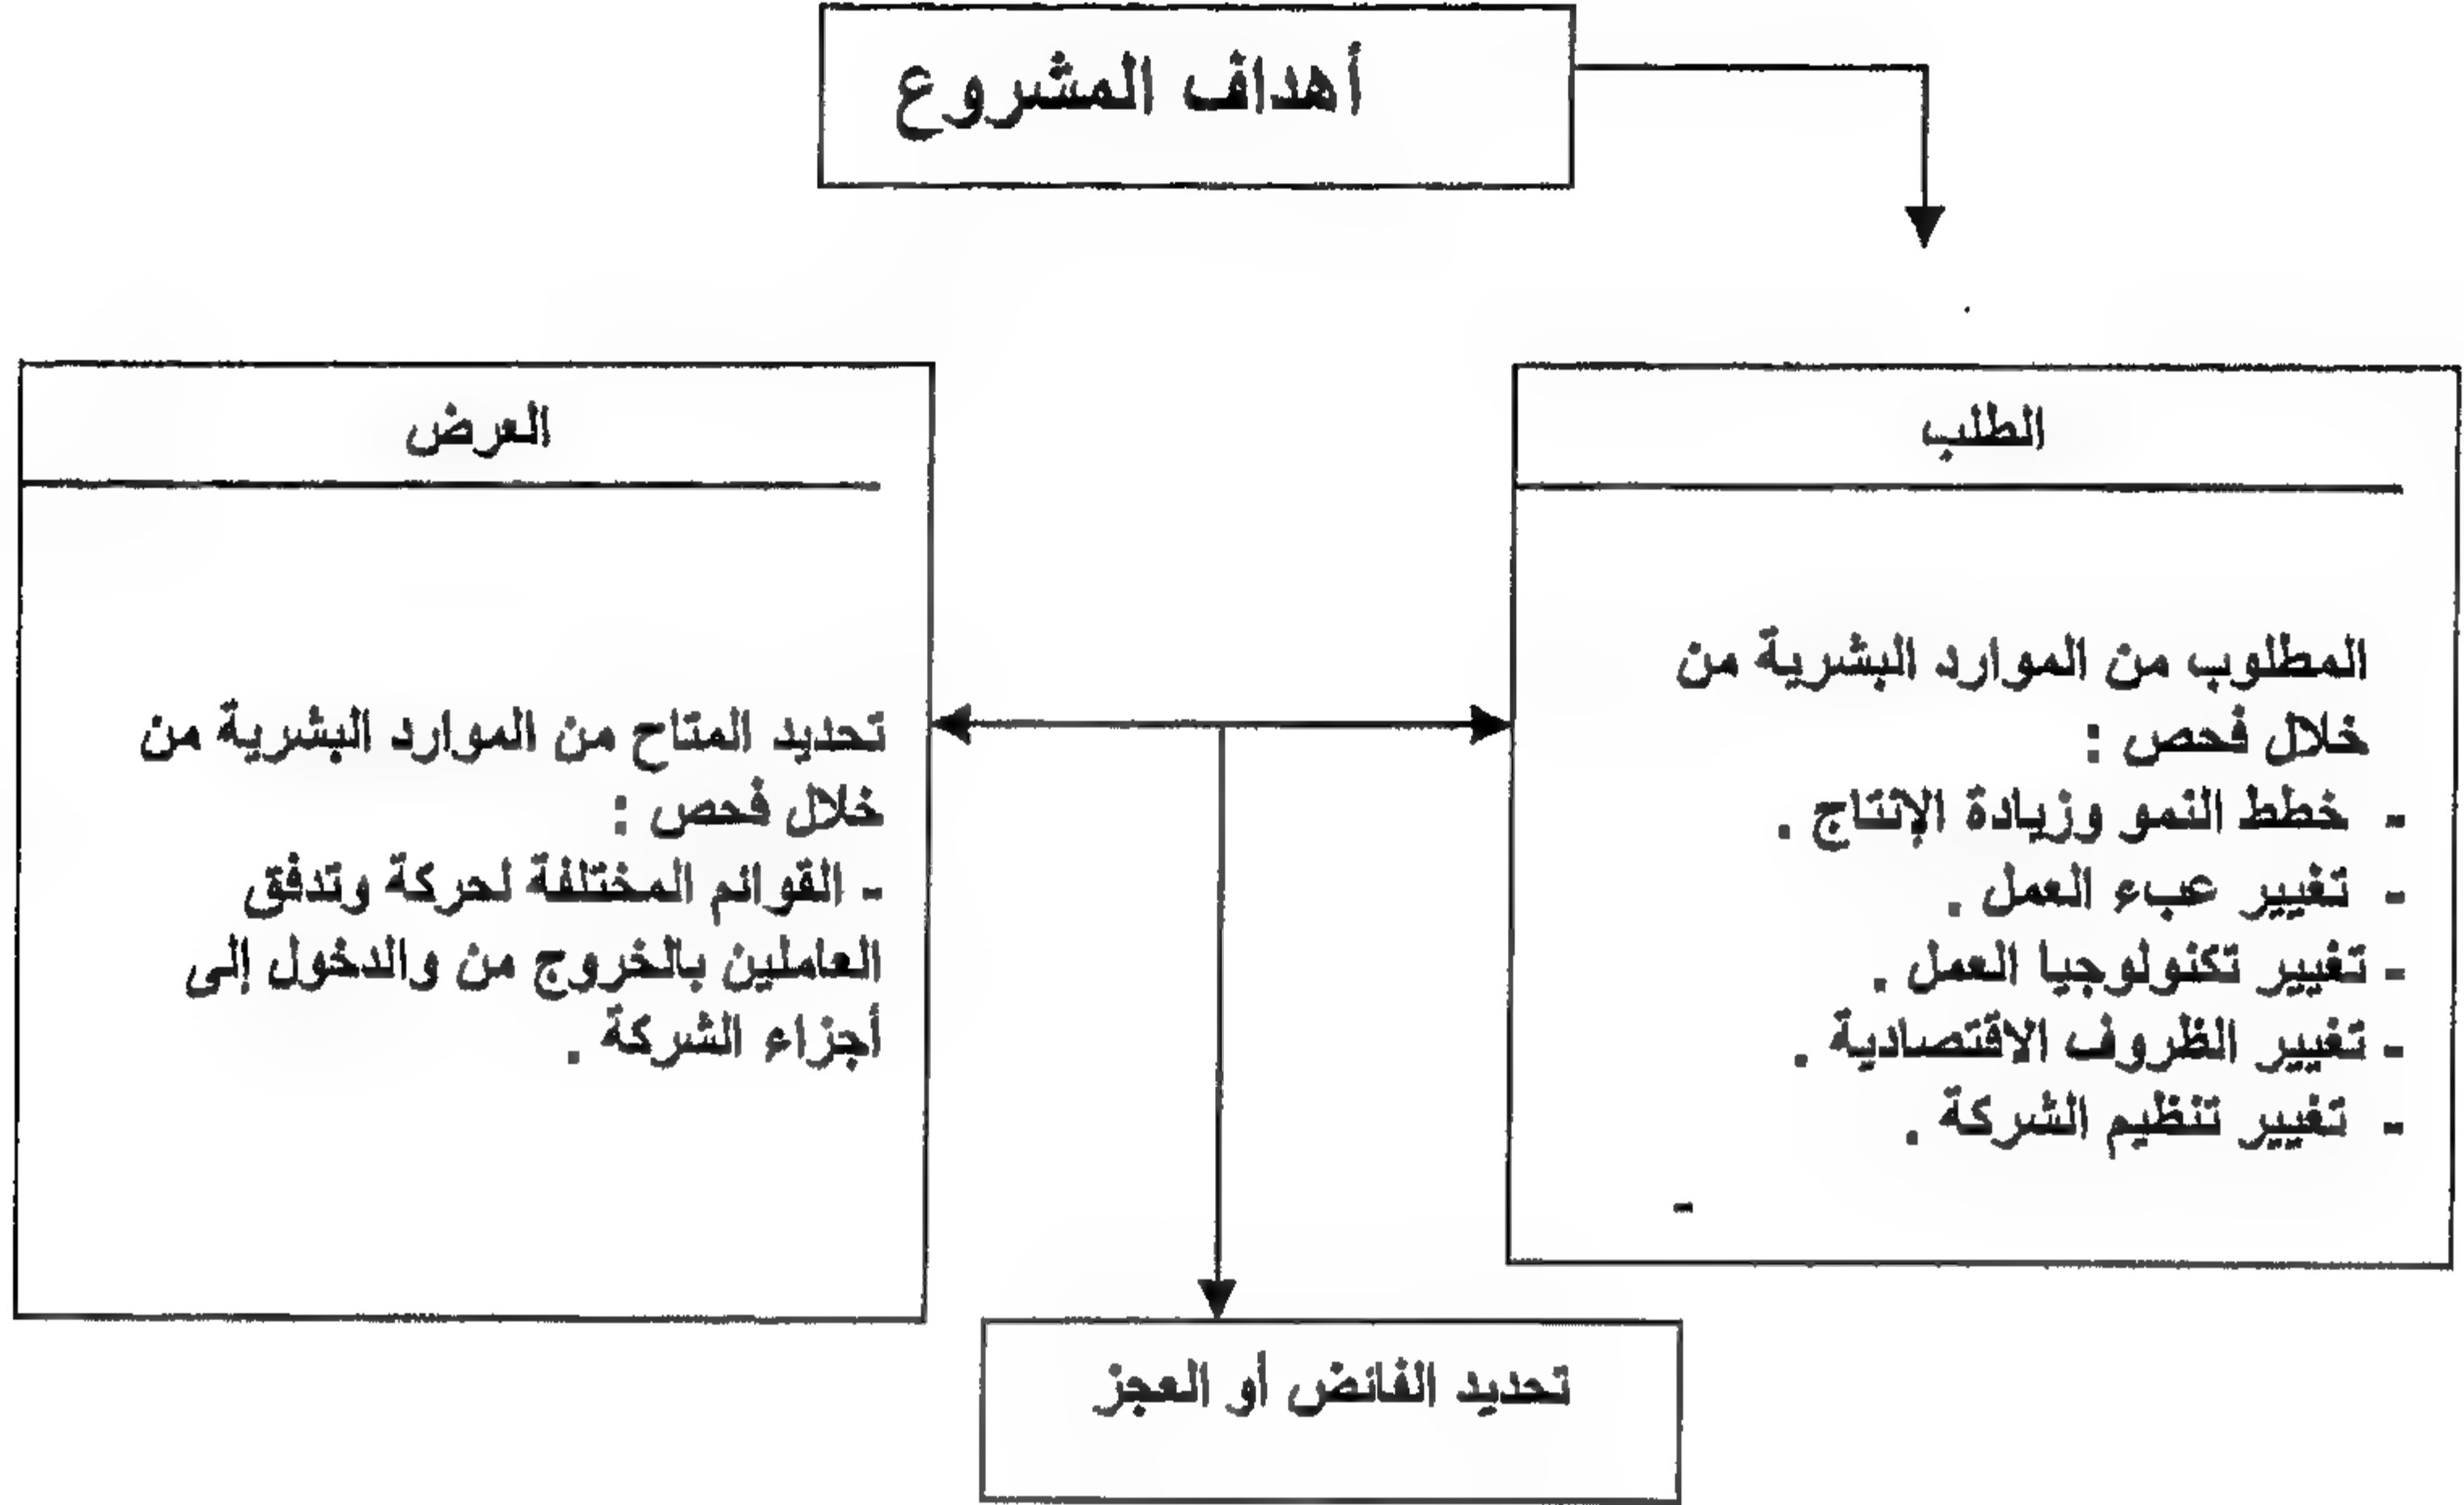 أهداف المشروع
الطلب
المطلوب من الموارد البشرية من
خلال فحص :
- خطط النمو وزيادة الإنتاج .
- تغيير عبء العمل .
- تغيير تكنولوجيا العمل .
- تغيير الظروف الاقتصادية .
- تغيير تنظيم الشركة .
-
العرض
تحديد المتاح من الموارد البشرية من
خلال فحص :
- القوائم المختلفة لحركة وتدفق
العاملين بالخروج من والدخول إلى
أجزاء الشركة .
تحديد الفائض أو العجز